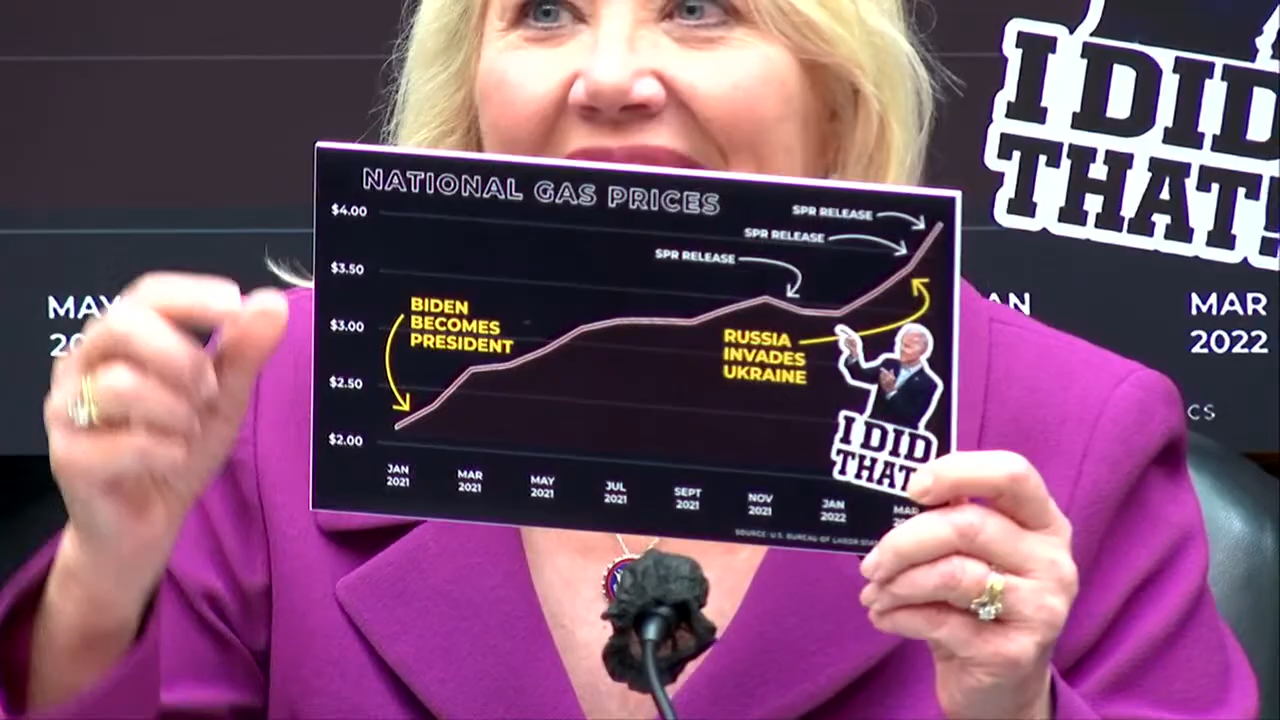 NATIONAL GAS PRICES
$4.00
$3.50
$3.00
$2.50
$2.00
SPR RELEASE
SPR RELEASE
SPR RELEASE
BIDEN
BECOMES
PRESIDENT
RUSSIA
INVADES
UKRAINE
I DID
THAT
JAN
2021
MAR
2021
MAY
2021
JUL
2021
SEPT
2021
NOV
2021
JAN
2022
MAR
SOURCE: U.S. BUREAU OF LABOR
I DID
THAT!
MAY
MAR
2022